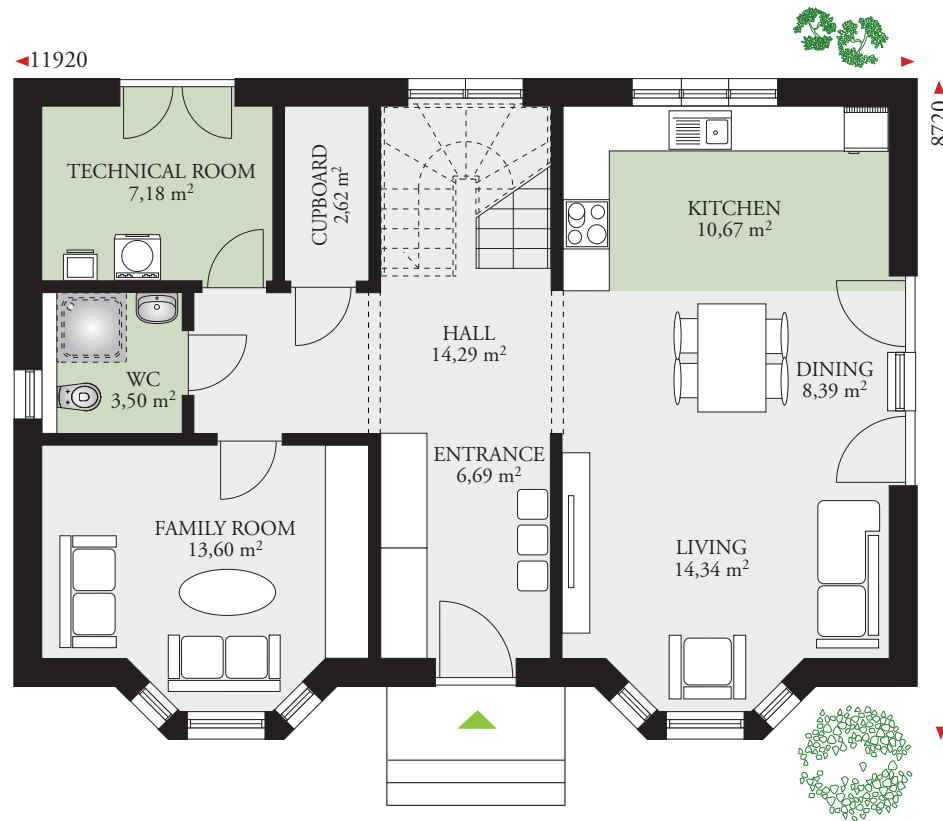 11920
8720
TECHNICAL ROOM
7,18 m²
CUPBOARD
2,62 m²
KITCHEN
10,67 m²
HALL
14,29 m²
DINING
8,39 m²
WC
3,50 m²
ENTRANCE
6,69 m²
FAMILY ROOM
13,60 m²
LIVING
14,34 m²